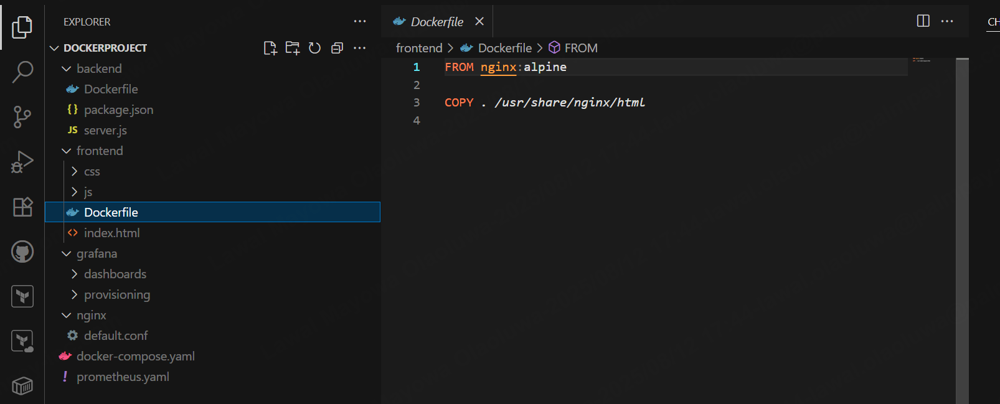 EXPLORER
DOCKERPROJECT
backend
Dockerfile
{} package.json
JS server.js
frontend
css
js
Dockerfile
<> index.html
grafana
dashboards
provisioning
nginx
default.conf
docker-compose.yaml
! prometheus.yaml
Dockerfile
frontend > Dockerfile > FROM
1 FROM nginx:alpine
2
3 COPY . /usr/share/nginx/html
4
CH